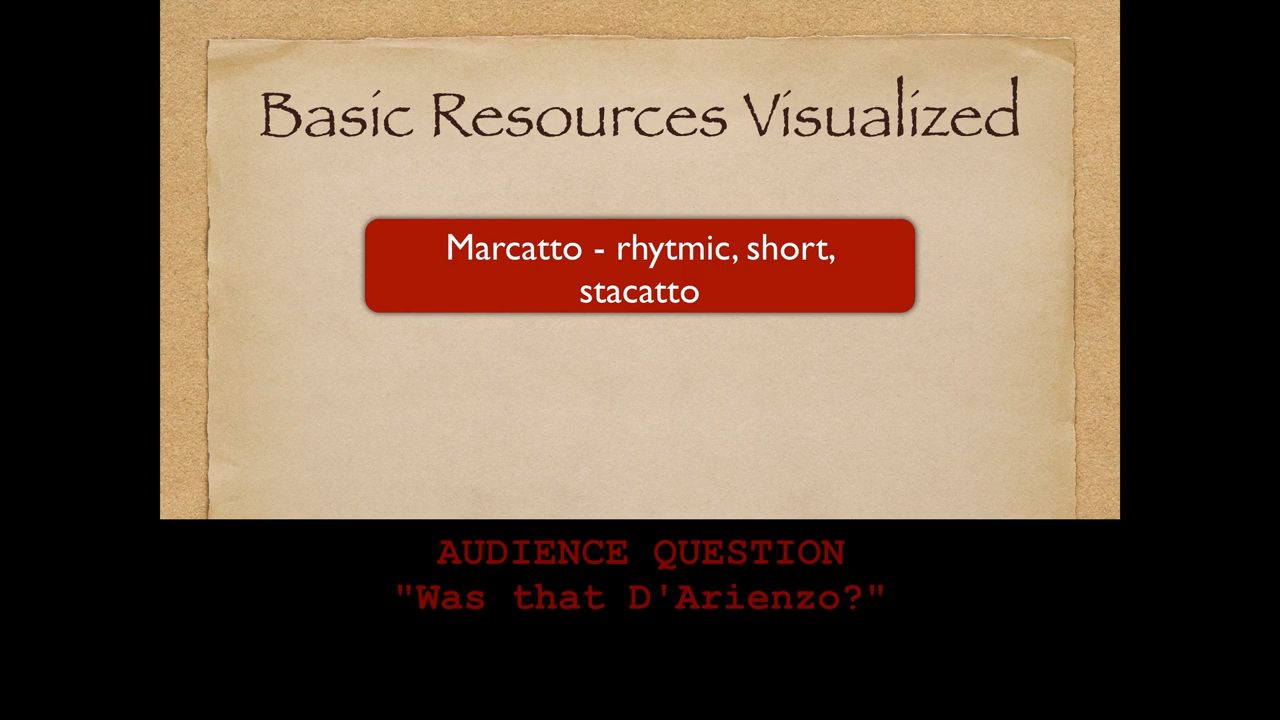 Basic Resources Visualized
Marcatto - rhytmic, short,
stacatto
AUDIENCE QUESTION
"Was that D'Arienzo?"